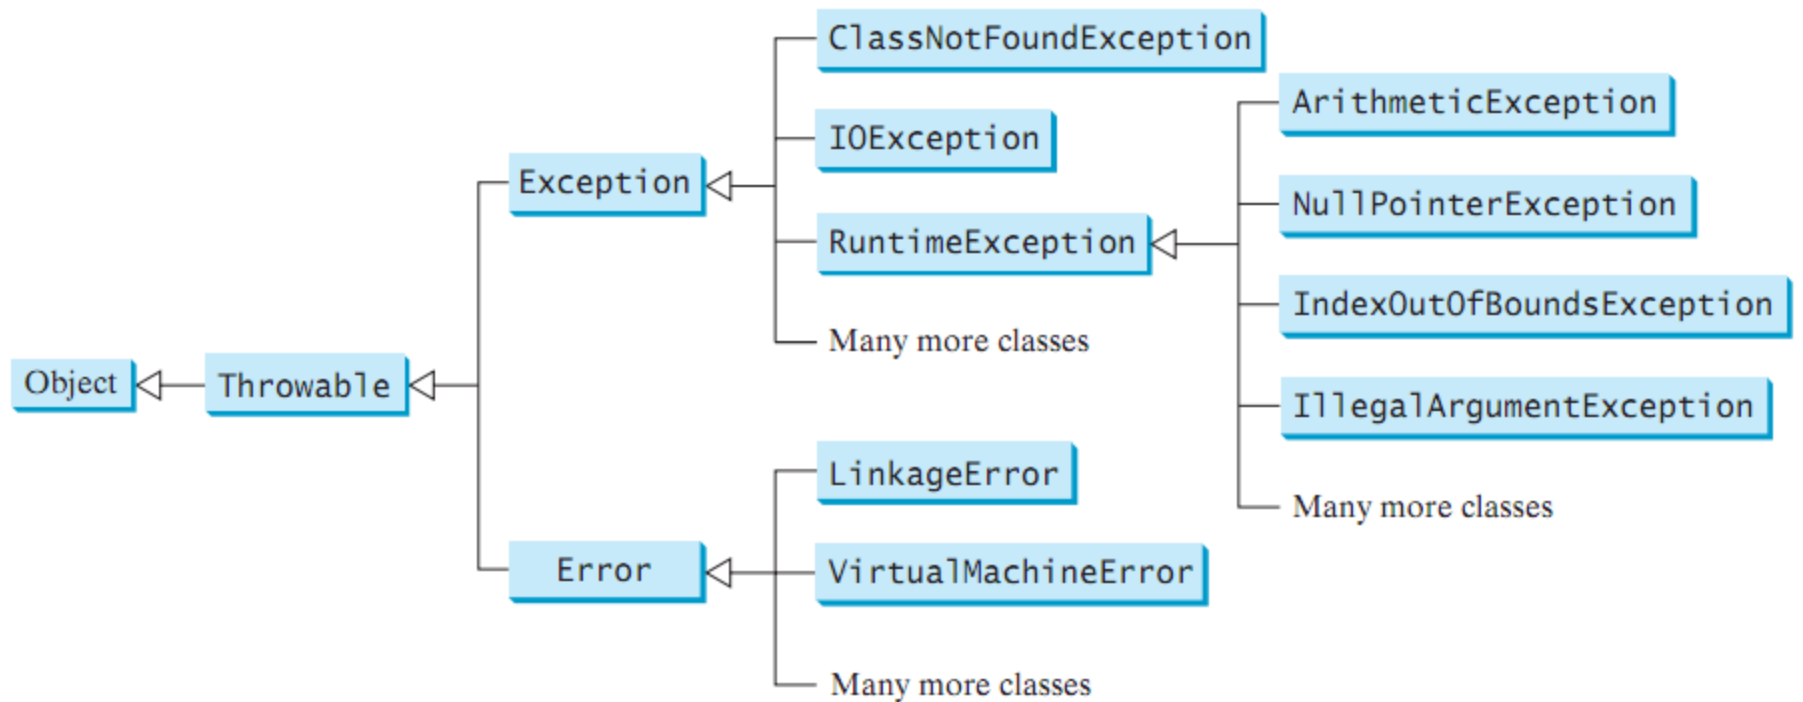 ClassNotFoundException
ArithmeticException
IOException
NullPointerException
Exception
RuntimeException
IndexOutOfBoundsException
Many more classes
Object
Throwable
IllegalArgumentException
LinkageError
Many more classes
Error
VirtualMachineError
Many more classes